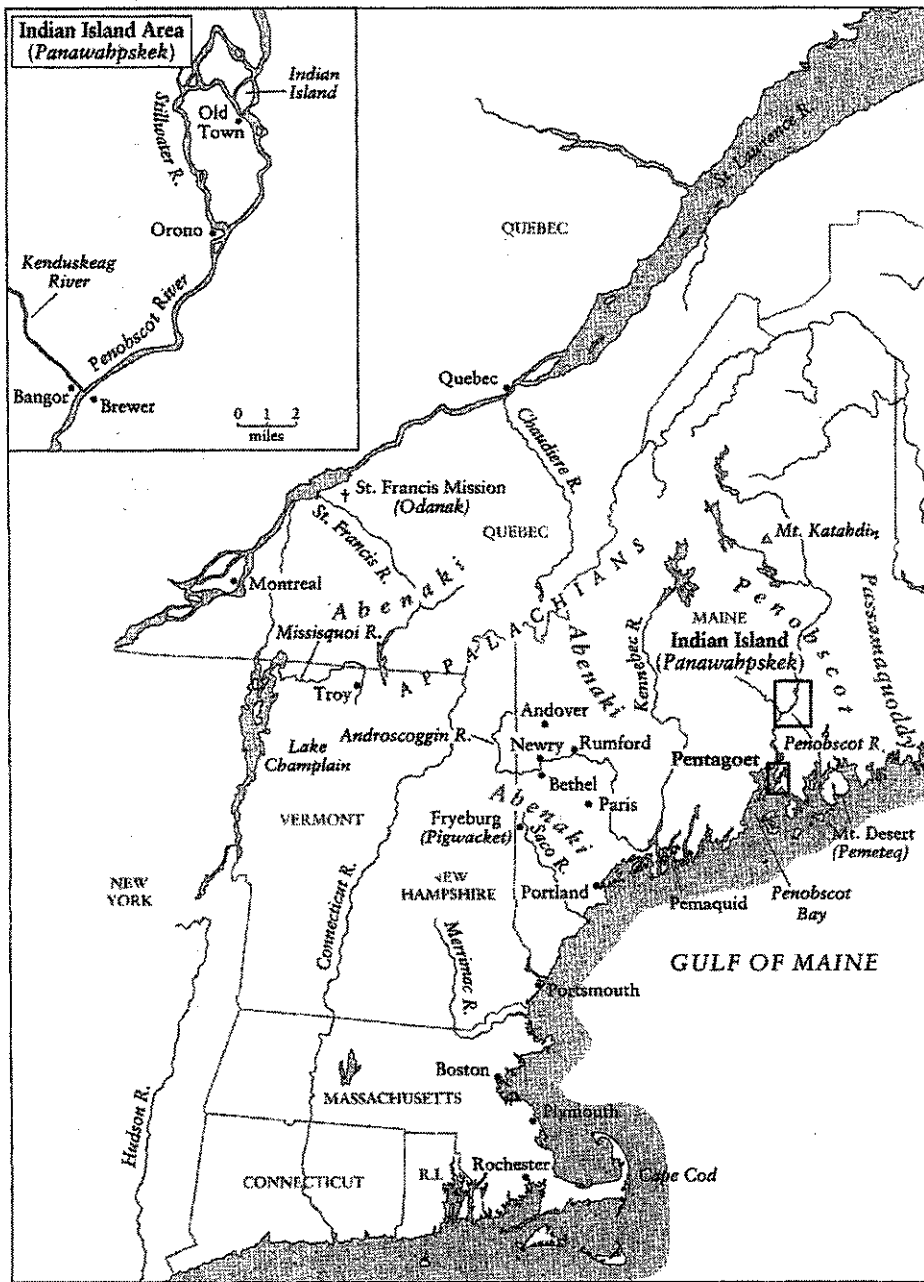 Indian Island Area
(Panawahpskek)
Indian
Island
Old
Town
Stillwater R.
Orono
Kenduskeag
River
Penobscot River
Bangor
Brewer
0 1 2
miles
St. Lawrence R.
QUEBEC
Quebec
Chaudiere R.
St. Francis Mission
(Odanak)
St. Francis R.
QUEBEC
Montreal
Abenaki
Missisquoi R.
Troy
APPALACHIANS
Abenaki
Kennebec R.
Mt. Katahdin
MAINE
Penobscot
Passamaquoddy
Indian Island
(Panawahpskek)
Andover
Androscoggin R.
Newry
Rumford
Bethel
Paris
Pentagoet
Penobscot R.
Lake
Champlain
VERMONT
Abenaki
Fryeburg
(Pigwacket)
Saco R.
Mt. Desert
(Pemeteq)
NEW
YORK
Connecticut R.
NEW
HAMPSHIRE
Portland
Pemaquid
Penobscot
Bay
Merrimac R.
GULF OF MAINE
Portsmouth
Hudson R.
Boston
MASSACHUSETTS
Plymouth
CONNECTICUT
R.I.
Rochester
Cape Cod